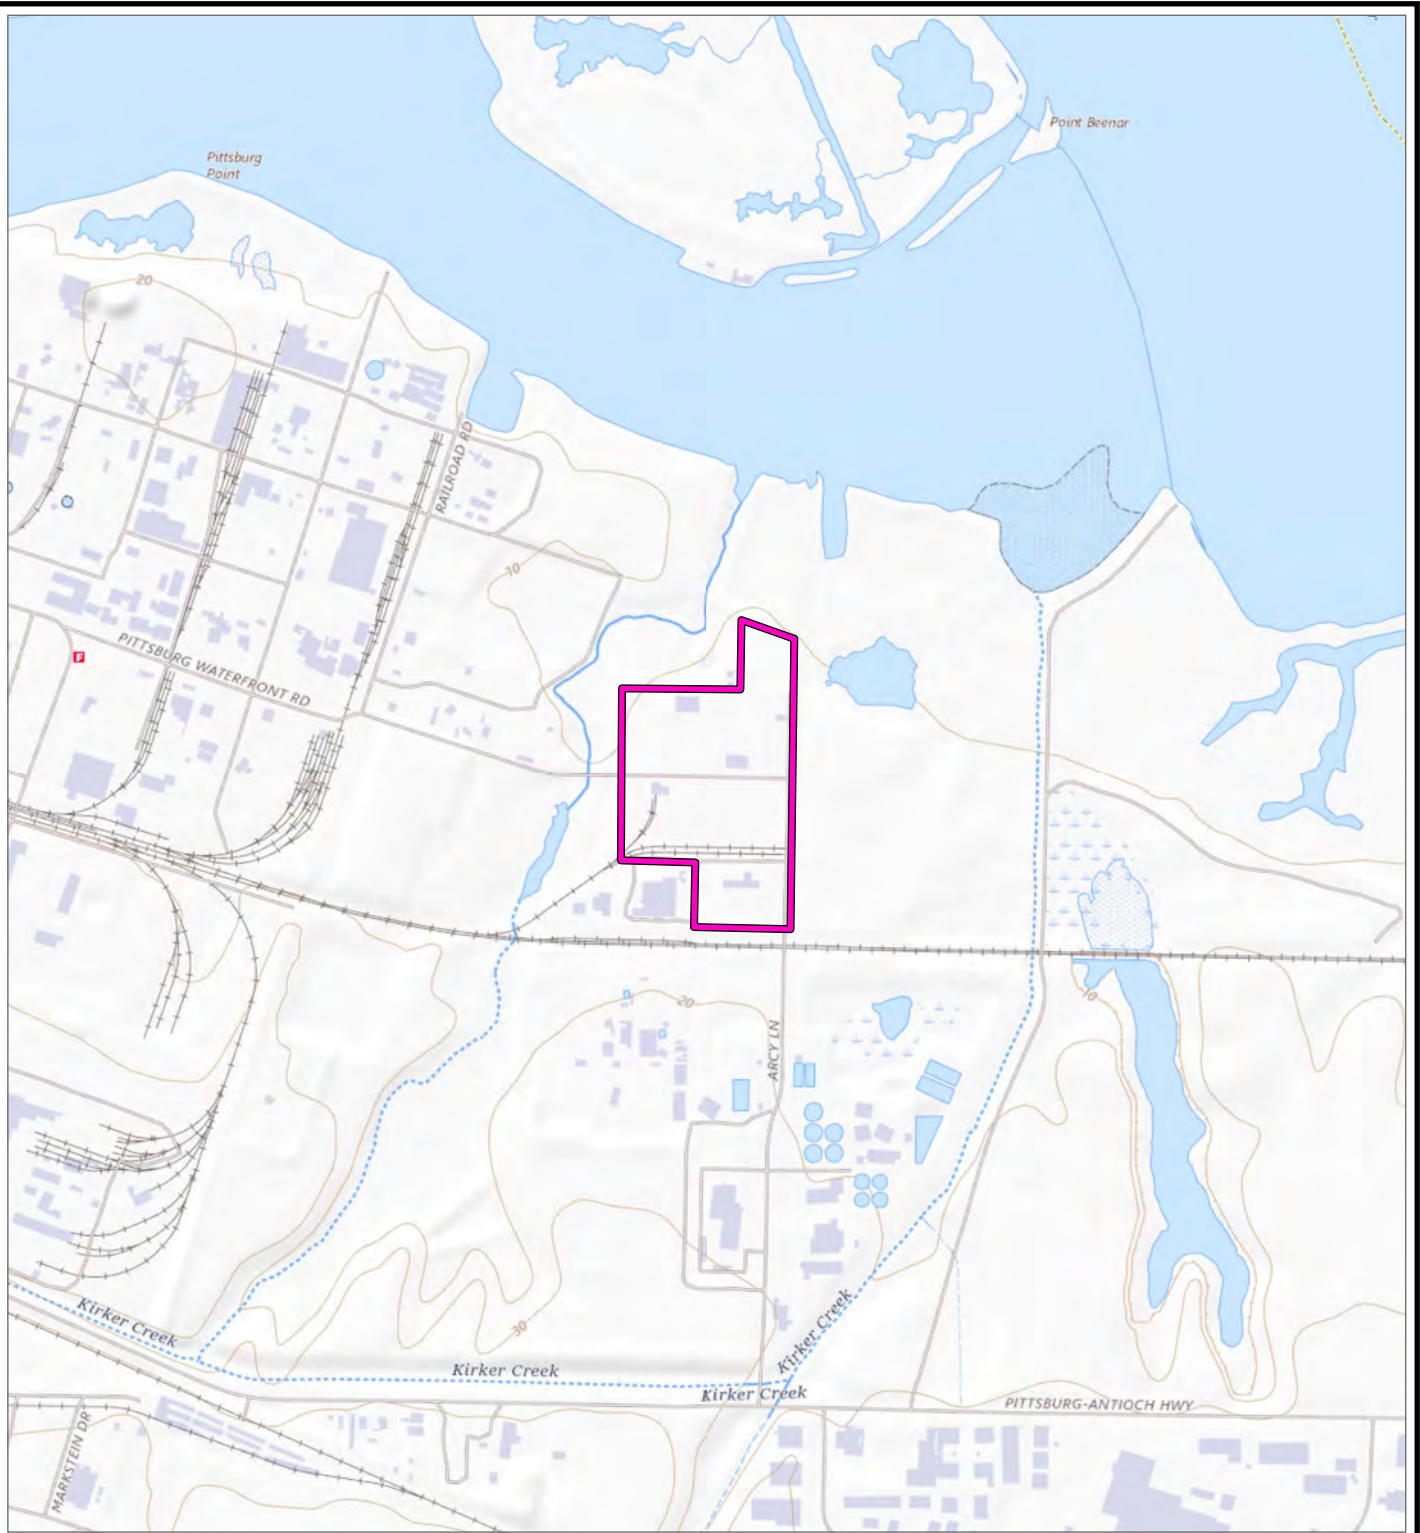 Point Beenar
Pittsburg
Point
20
RAILROAD RD
10
PITTSBURG WATERFRONT RD
F
20
10
ARCY LN
Kirker Creek
30
Kirker Creek
Kirker Creek
Kirker Creek
PITTSBURG-ANTIOCH HWY
MARKSTEIN DR